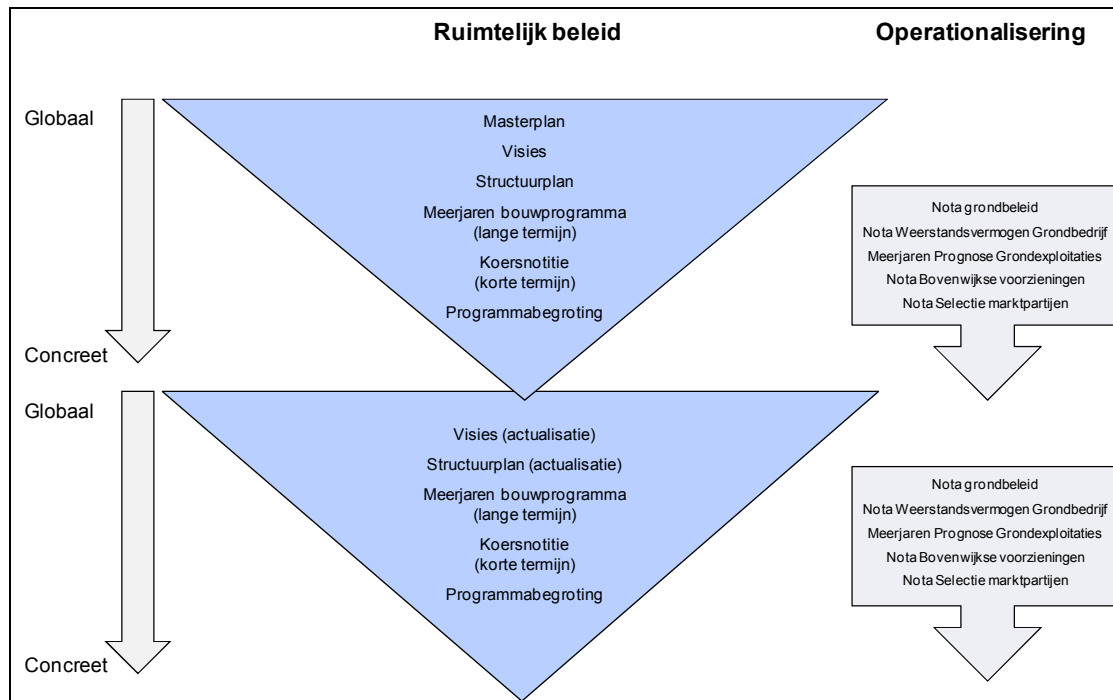 Ruimtelijk beleid
Operationalisering
Globaal
Masterplan
Visies
Structuurplan
Meerjaren bouwprogramma
(lange termijn)
Koersnotitie
(korte termijn)
Programmabegroting
Concreet
Nota grondbeleid
Nota Weerstandsvermogen Grondbedrijf
Meerjaren Prognose Grondexploitaties
Nota Bovenwijkse voorzieningen
Nota Selectie marktpartijen
Globaal
Visies (actualisatie)
Structuurplan (actualisatie)
Meerjaren bouwprogramma
(lange termijn)
Koersnotitie
(korte termijn)
Programmabegroting
Concreet
Nota grondbeleid
Nota Weerstandsvermogen Grondbedrijf
Meerjaren Prognose Grondexploitaties
Nota Bovenwijkse voorzieningen
Nota Selectie marktpartijen